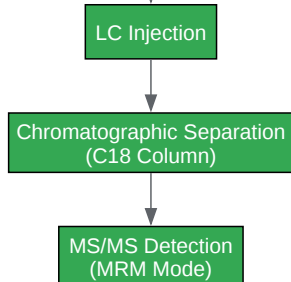 LC Injection
Chromatographic Separation
(C18 Column)
MS/MS Detection
(MRM Mode)